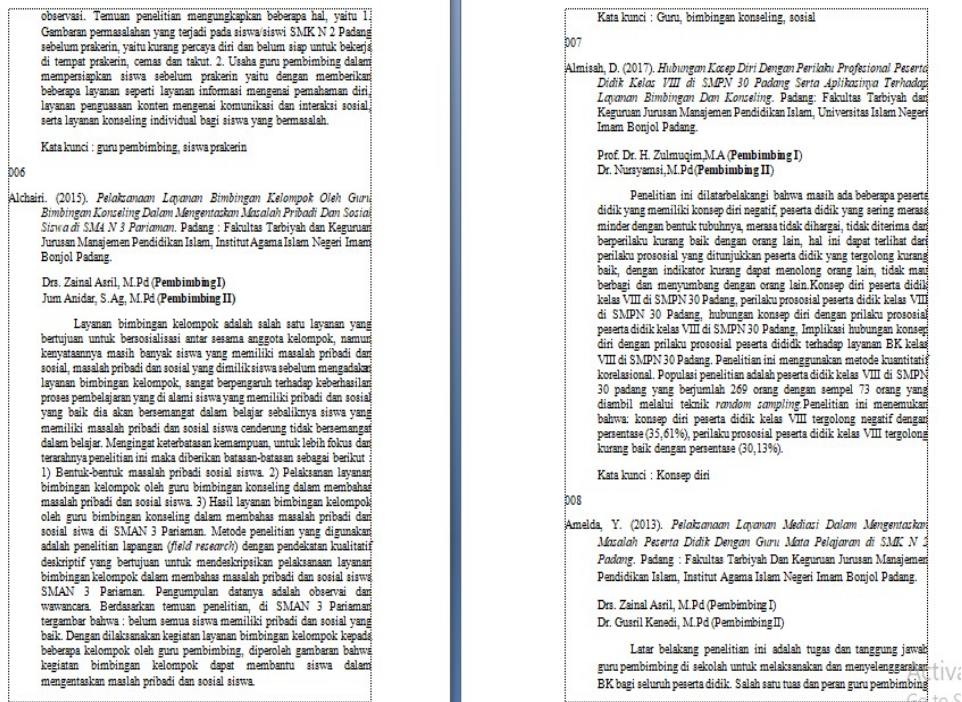 observasi. Temuan penelitian mengungkapkan beberapa hal, yaitu 1.
Gambaran permasalahan yang terjadi pada siswa/siswi SMK N 2 Padang
sebelum prakerin, yaitu kurang percaya diri dan belum siap untuk bekerja
di tempat prakerin, cemas dan takut. 2. Usaha guru pembimbing dalam
mempersiapkan siswa sebelum prakerin yaitu dengan memberikan
beberapa layanan seperti layanan informasi mengenai pemahaman diri,
layanan penguasaan konten mengenai komunikasi dan interaksi sosial,
serta layanan konseling individual bagi siswa yang bermasalah.
Kata kunci : guru pembimbing, siswa prakerin
006
Alchairi. (2015). Pelaksanaan Layanan Bimbingan Kelompok Oleh Guru
Bimbingan Konseling Dalam Mengentaskan Masalah Pribadi Dan Sosial
Siswa di SMA N 3 Pariaman. Padang : Fakultas Tarbiyah dan Keguruan
Jurusan Manajemen Pendidikan Islam, Institut Agama Islam Negeri Imam
Bonjol Padang.
Drs. Zainal Asril, M.Pd (Pembimbing I)
Jum Anidar, S.Ag, M.Pd (Pembimbing II)
Layanan bimbingan kelompok adalah salah satu layanan yang
bertujuan untuk bersosialisasi antar sesama anggota kelompok, namun
kenyataannya masih banyak siswa yang memiliki masalah pribadi dan
sosial, masalah pribadi dan sosial yang dimilik siswa sebelum mengadakan
layanan bimbingan kelompok, sangat berpengaruh terhadap keberhasilan
proses pembelajaran yang di alami siswa yang memiliki pribadi dan sosial
yang baik dia akan bersemangat dalam belajar sebaliknya siswa yang
memiliki masalah pribadi dan sosial siswa cenderung tidak bersemangat
dalam belajar. Mengingat keterbatasan kemampuan, untuk lebih fokus dan
terarahnya penelitian ini maka diberikan batasan-batasan sebagai berikut :
1) Bentuk-bentuk masalah pribadi sosial siswa. 2) Pelaksanan layanan
bimbingan kelompok oleh guru bimbingan konseling dalam membahas
masalah pribadi dan sosial siswa. 3) Hasil layanan bimbingan kelompok
oleh guru bimbingan konseling dalam membahas masalah pribadi dan
sosial siwa di SMAN 3 Pariaman. Metode penelitian yang digunakan
adalah penelitian lapangan (field research) dengan pendekatan kualitatif
deskriptif yang bertujuan untuk mendeskripsikan pelaksanaan layanan
bimbingan kelompok dalam membahas masalah pribadi dan sosial siswa
SMAN 3 Pariaman. Pengumpulan datanya adalah observai dan
wawancara. Berdasarkan temuan penelitian, di SMAN 3 Pariaman
tergambar bahwa : belum semua siswa memiliki pribadi dan sosial yang
baik. Dengan dilaksanakan kegiatan layanan bimbingan kelompok kepada
beberapa kelompok oleh guru pembimbing, diperoleh gambaran bahwa
kegiatan bimbingan kelompok dapat membantu siswa dalam
mengentaskan maslah pribadi dan sosial siswa.
Kata kunci : Guru, bimbingan konseling, sosial
007
Almisah, D. (2017). Hubungan Kosep Diri Dengan Perilaku Profesional Peserta
Didik Kelas VIII di SMPN 30 Padang Serta Aplikasinya Terhadap
Layanan Bimbingan Dan Konseling. Padang: Fakultas Tarbiyah dan
Keguruan Jurusan Manajemen Pendidikan Islam, Universitas Islam Negeri
Imam Bonjol Padang.
Prof. Dr. H. Zulmuqim,M.A (Pembimbing I)
Dr. Nursyamsi,M.Pd(Pembimbing II)
Penelitian ini dilatarbelakangi bahwa masih ada beberapa peserta
didik yang memiliki konsep diri negatif, peserta didik yang sering merasa
minder dengan bentuk tubuhnya, merasa tidak dihargai, tidak diterima dan
berperilaku kurang baik dengan orang lain, hal ini dapat terlihat dari
perilaku prososial yang ditunjukkan peserta didik yang tergolong kurang
baik, dengan indikator kurang dapat menolong orang lain, tidak mau
berbagi dan menyumbang dengan orang lain.Konsep diri peserta didik
kelas VIII di SMPN 30 Padang, perilaku prososial peserta didik kelas VIII
di SMPN 30 Padang, hubungan konsep diri dengan prilaku prososial
peserta didik kelas VIII di SMPN 30 Padang, Implikasi hubungan konsep
diri dengan prilaku prososial peserta dididk terhadap layanan BK kelas
VIII di SMPN 30 Padang. Penelitian ini menggunakan metode kuantitatif
korelasional. Populasi penelitian adalah peserta didik kelas VIII di SMPN
30 padang yang berjumlah 269 orang dengan sempel 73 orang yang
diambil melalui teknik random sampling.Penelitian ini menemukan
bahwa: konsep diri peserta didik kelas VIII tergolong negatif dengan
persentase (35,61%), perilaku prososial peserta didik kelas VIII tergolong
kurang baik dengan persentase (30,13%).
Kata kunci : Konsep diri
008
Amelda, Y. (2013). Pelaksanaan Layanan Mediasi Dalam Mengentaskan
Masalah Peserta Didik Dengan Guru Mata Pelajaran di SMK N 2
Padang. Padang : Fakultas Tarbiyah Dan Keguruan Jurusan Manajemen
Pendidikan Islam, Institut Agama Islam Negeri Imam Bonjol Padang.
Drs. Zainal Asril, M.Pd (Pembimbing I)
Dr. Gusril Kenedi, M.Pd (Pembimbing II)
Latar belakang penelitian ini adalah tugas dan tanggung jawab
guru pembimbing di sekolah untuk melaksanakan dan menyelenggarakan
BK bagi seluruh peserta didik. Salah satu tuas dan peran guru pembimbing